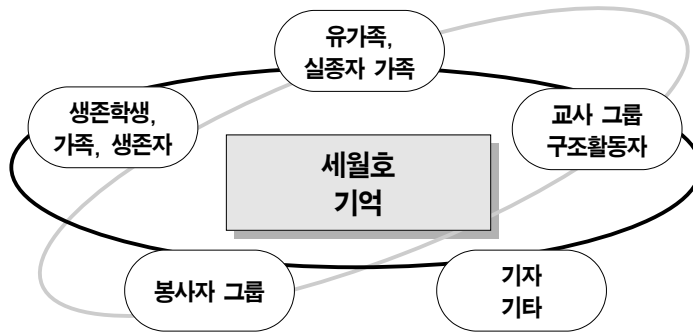 유가족,
실종자 가족
생존학생,
가족, 생존자
교사 그룹
구조활동자
세월호
기억
봉사자 그룹
기자
기타